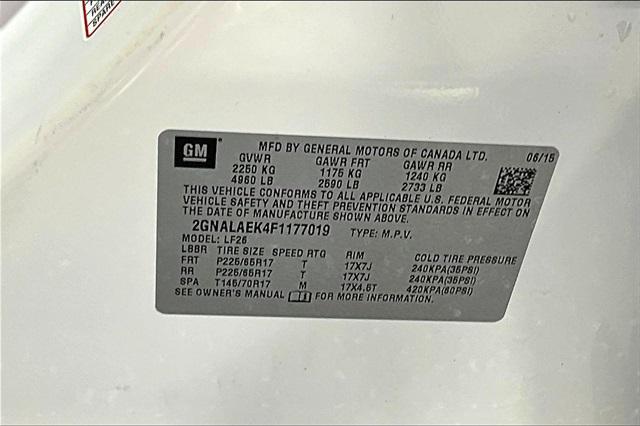 REAR
SPARE
GM
MFD BY GENERAL MOTORS OF CANADA LTD. 06/15
GVWR GAWR FRT GAWR RR
2250 KG 1175 KG 1240 KG
4960 LB 2590 LB 2733 LB
THIS VEHICLE CONFORMS TO ALL APPLICABLE U.S. FEDERAL MOTOR
VEHICLE SAFETY AND THEFT PREVENTION STANDARDS IN EFFECT ON
THE DATE OF MANUFACTURE SHOWN ABOVE.
2GNALAEK4F1177019 TYPE: M.P.V.
MODEL: LF26
LBBR TIRE SIZE SPEED RTG RIM COLD TIRE PRESSURE
FRT P225/65R17 T 17X7J 240KPA(35PSI)
RR P225/65R17 T 17X7J 240KPA(35PSI)
SPA T145/70R17 M 17X4.5T 420KPA(60PSI)
SEE OWNER'S MANUAL FOR MORE INFORMATION.